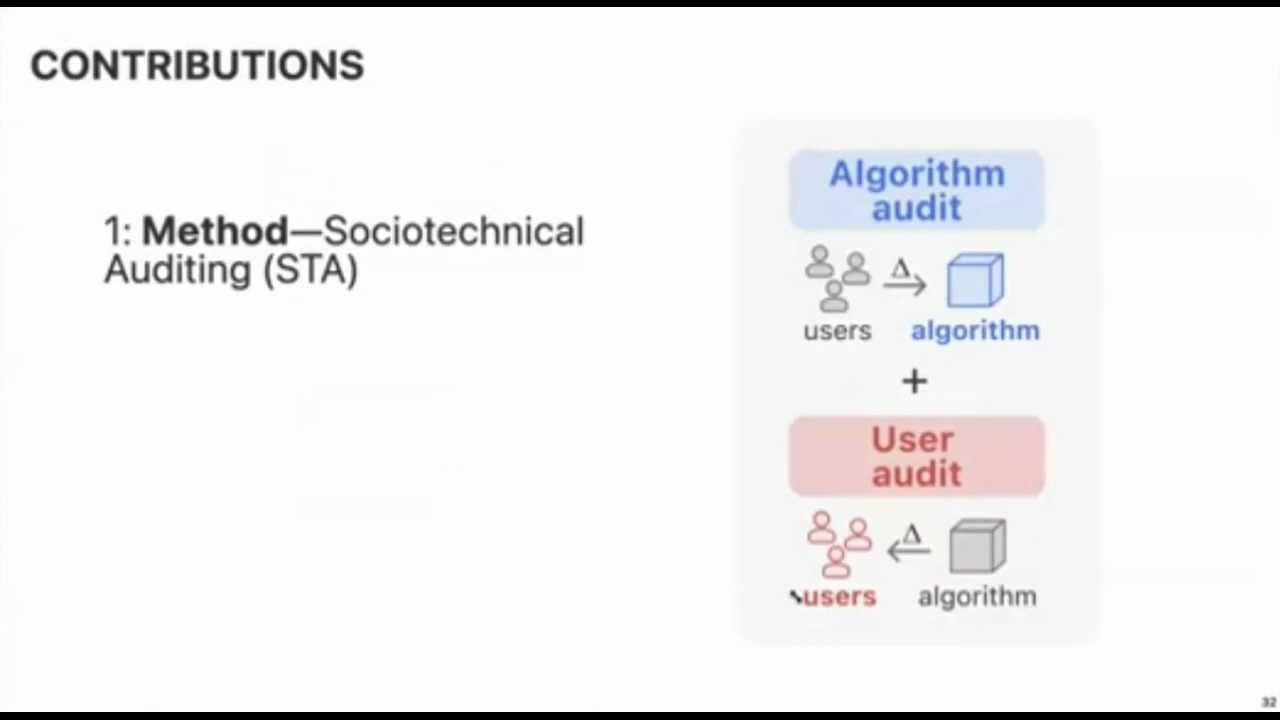 CONTRIBUTIONS
1: Method—Sociotechnical
Auditing (STA)
Algorithm
audit
Δ
users algorithm
+
User
audit
Δ
users algorithm
32